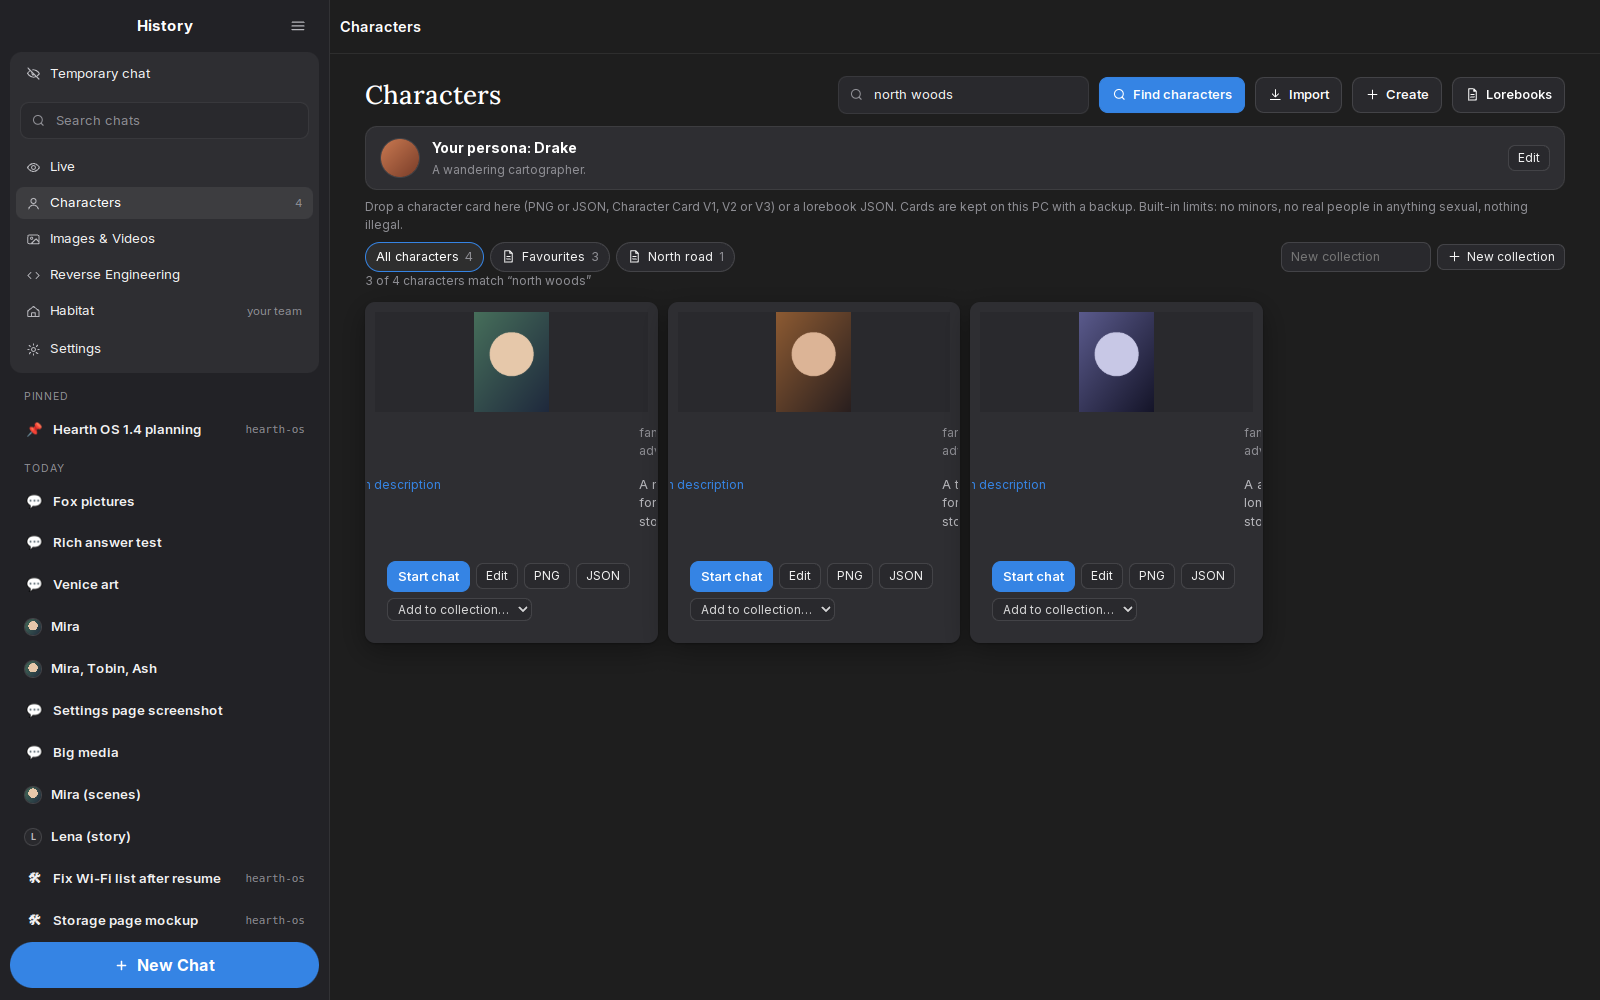 History
Temporary chat
Search chats
Live
Characters 4
Images & Videos
Reverse Engineering
Habitat your team
Settings
PINNED
Hearth OS 1.4 planning hearth-os
TODAY
Fox pictures
Rich answer test
Venice art
Mira
Mira, Tobin, Ash
Settings page screenshot
Big media
Mira (scenes)
L Lena (story)
Fix Wi-Fi list after resume hearth-os
Storage page mockup hearth-os
+ New Chat
Characters
Characters
north woods
Find characters
Import
+ Create
Lorebooks
Your persona: Drake
A wandering cartographer.
Edit
Drop a character card here (PNG or JSON, Character Card V1, V2 or V3) or a lorebook JSON. Cards are kept on this PC with a backup. Built-in limits: no minors, no real people in anything sexual, nothing
illegal.
All characters 4
Favourites 3
North road 1
New collection
+ New collection
3 of 4 characters match “north woods”
description
Start chat Edit PNG JSON
Add to collection...
description
Start chat Edit PNG JSON
Add to collection...
description
Start chat Edit PNG JSON
Add to collection...